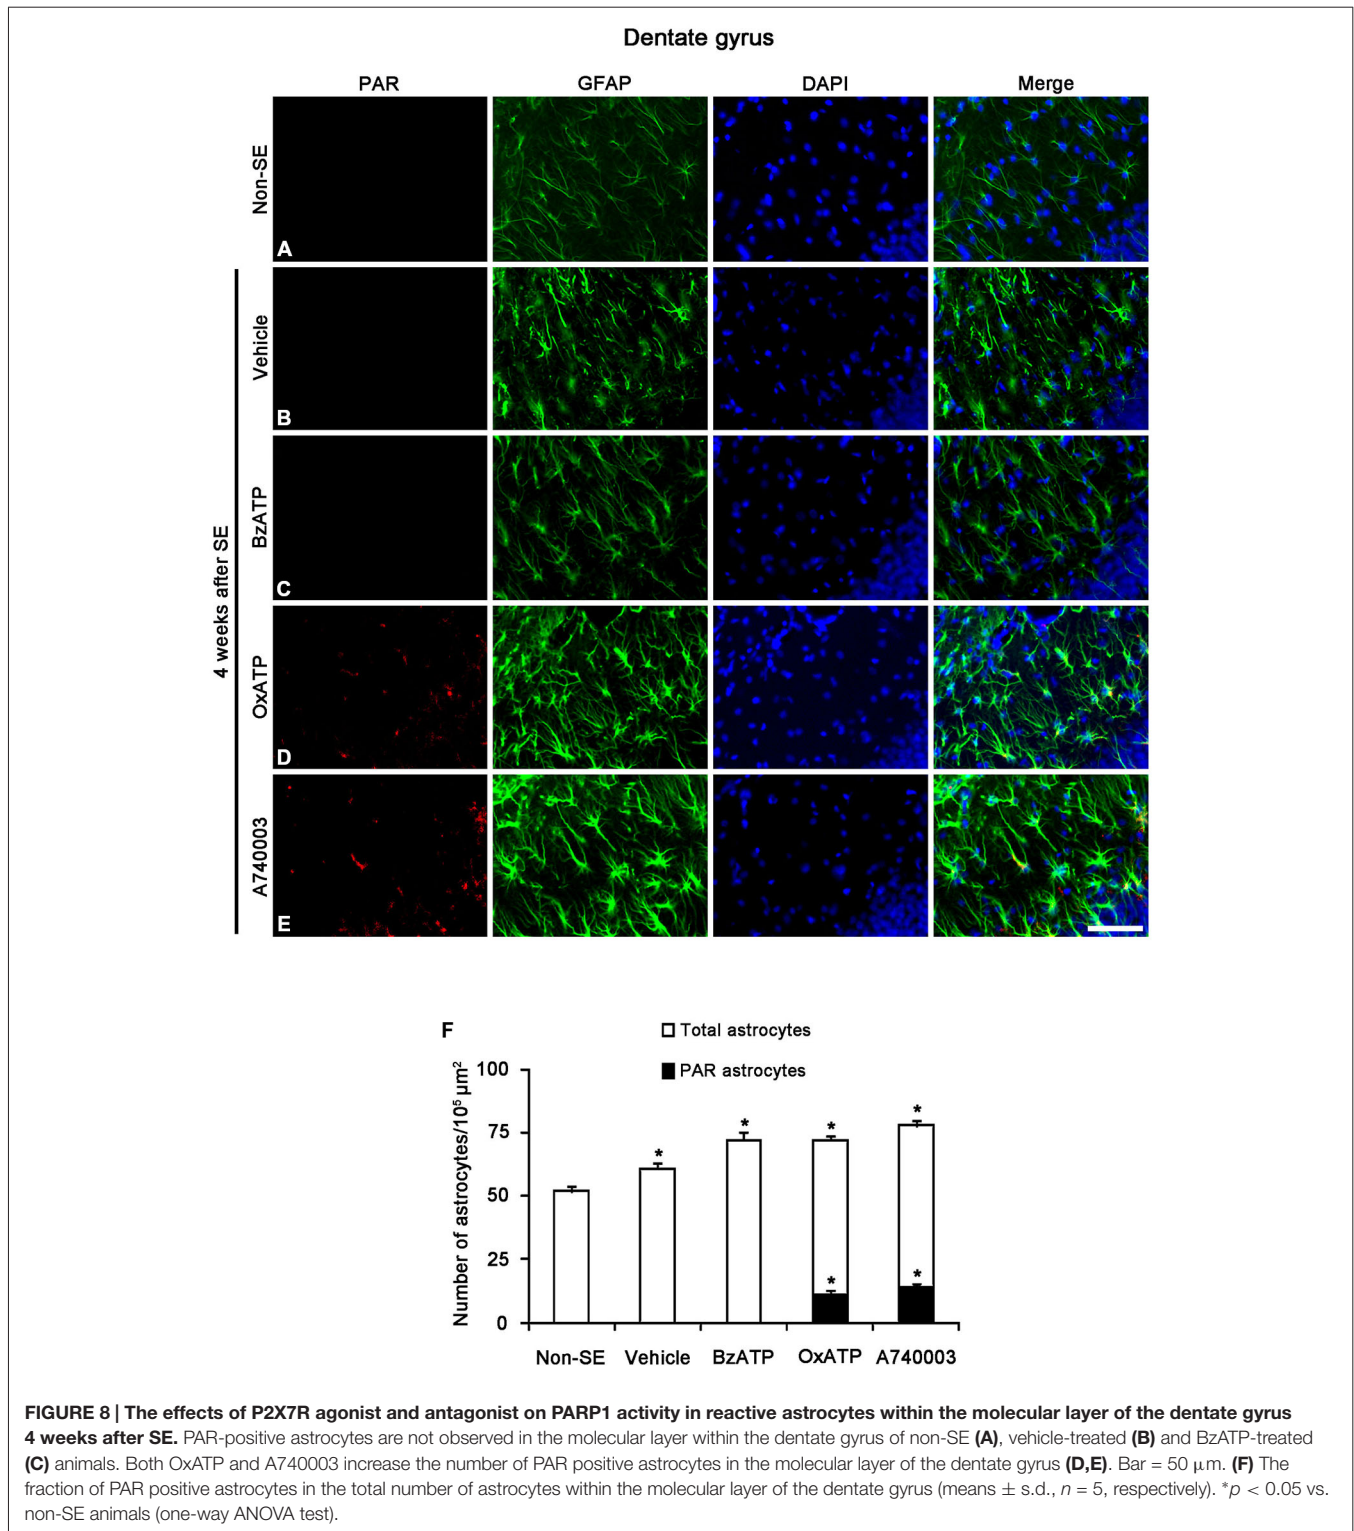 Dentate gyrus
PAR
GFAP
DAPI
Merge
Non-SE
A
4 weeks after SE
Vehicle
B
BzATP
C
OxATP
D
A740003
E
F
Total astrocytes
PAR astrocytes
Number of astrocytes/10⁵ µm²
100
75
50
25
0
*
*
*
*
*
*
Non-SE
Vehicle
BzATP
OxATP
A740003
FIGURE 8 | The effects of P2X7R agonist and antagonist on PARP1 activity in reactive astrocytes within the molecular layer of the dentate gyrus
4 weeks after SE. PAR-positive astrocytes are not observed in the molecular layer within the dentate gyrus of non-SE (A), vehicle-treated (B) and BzATP-treated
(C) animals. Both OxATP and A740003 increase the number of PAR positive astrocytes in the molecular layer of the dentate gyrus (D,E). Bar = 50 µm. (F) The
fraction of PAR positive astrocytes in the total number of astrocytes within the molecular layer of the dentate gyrus (means ± s.d., n = 5, respectively). *p < 0.05 vs.
non-SE animals (one-way ANOVA test).